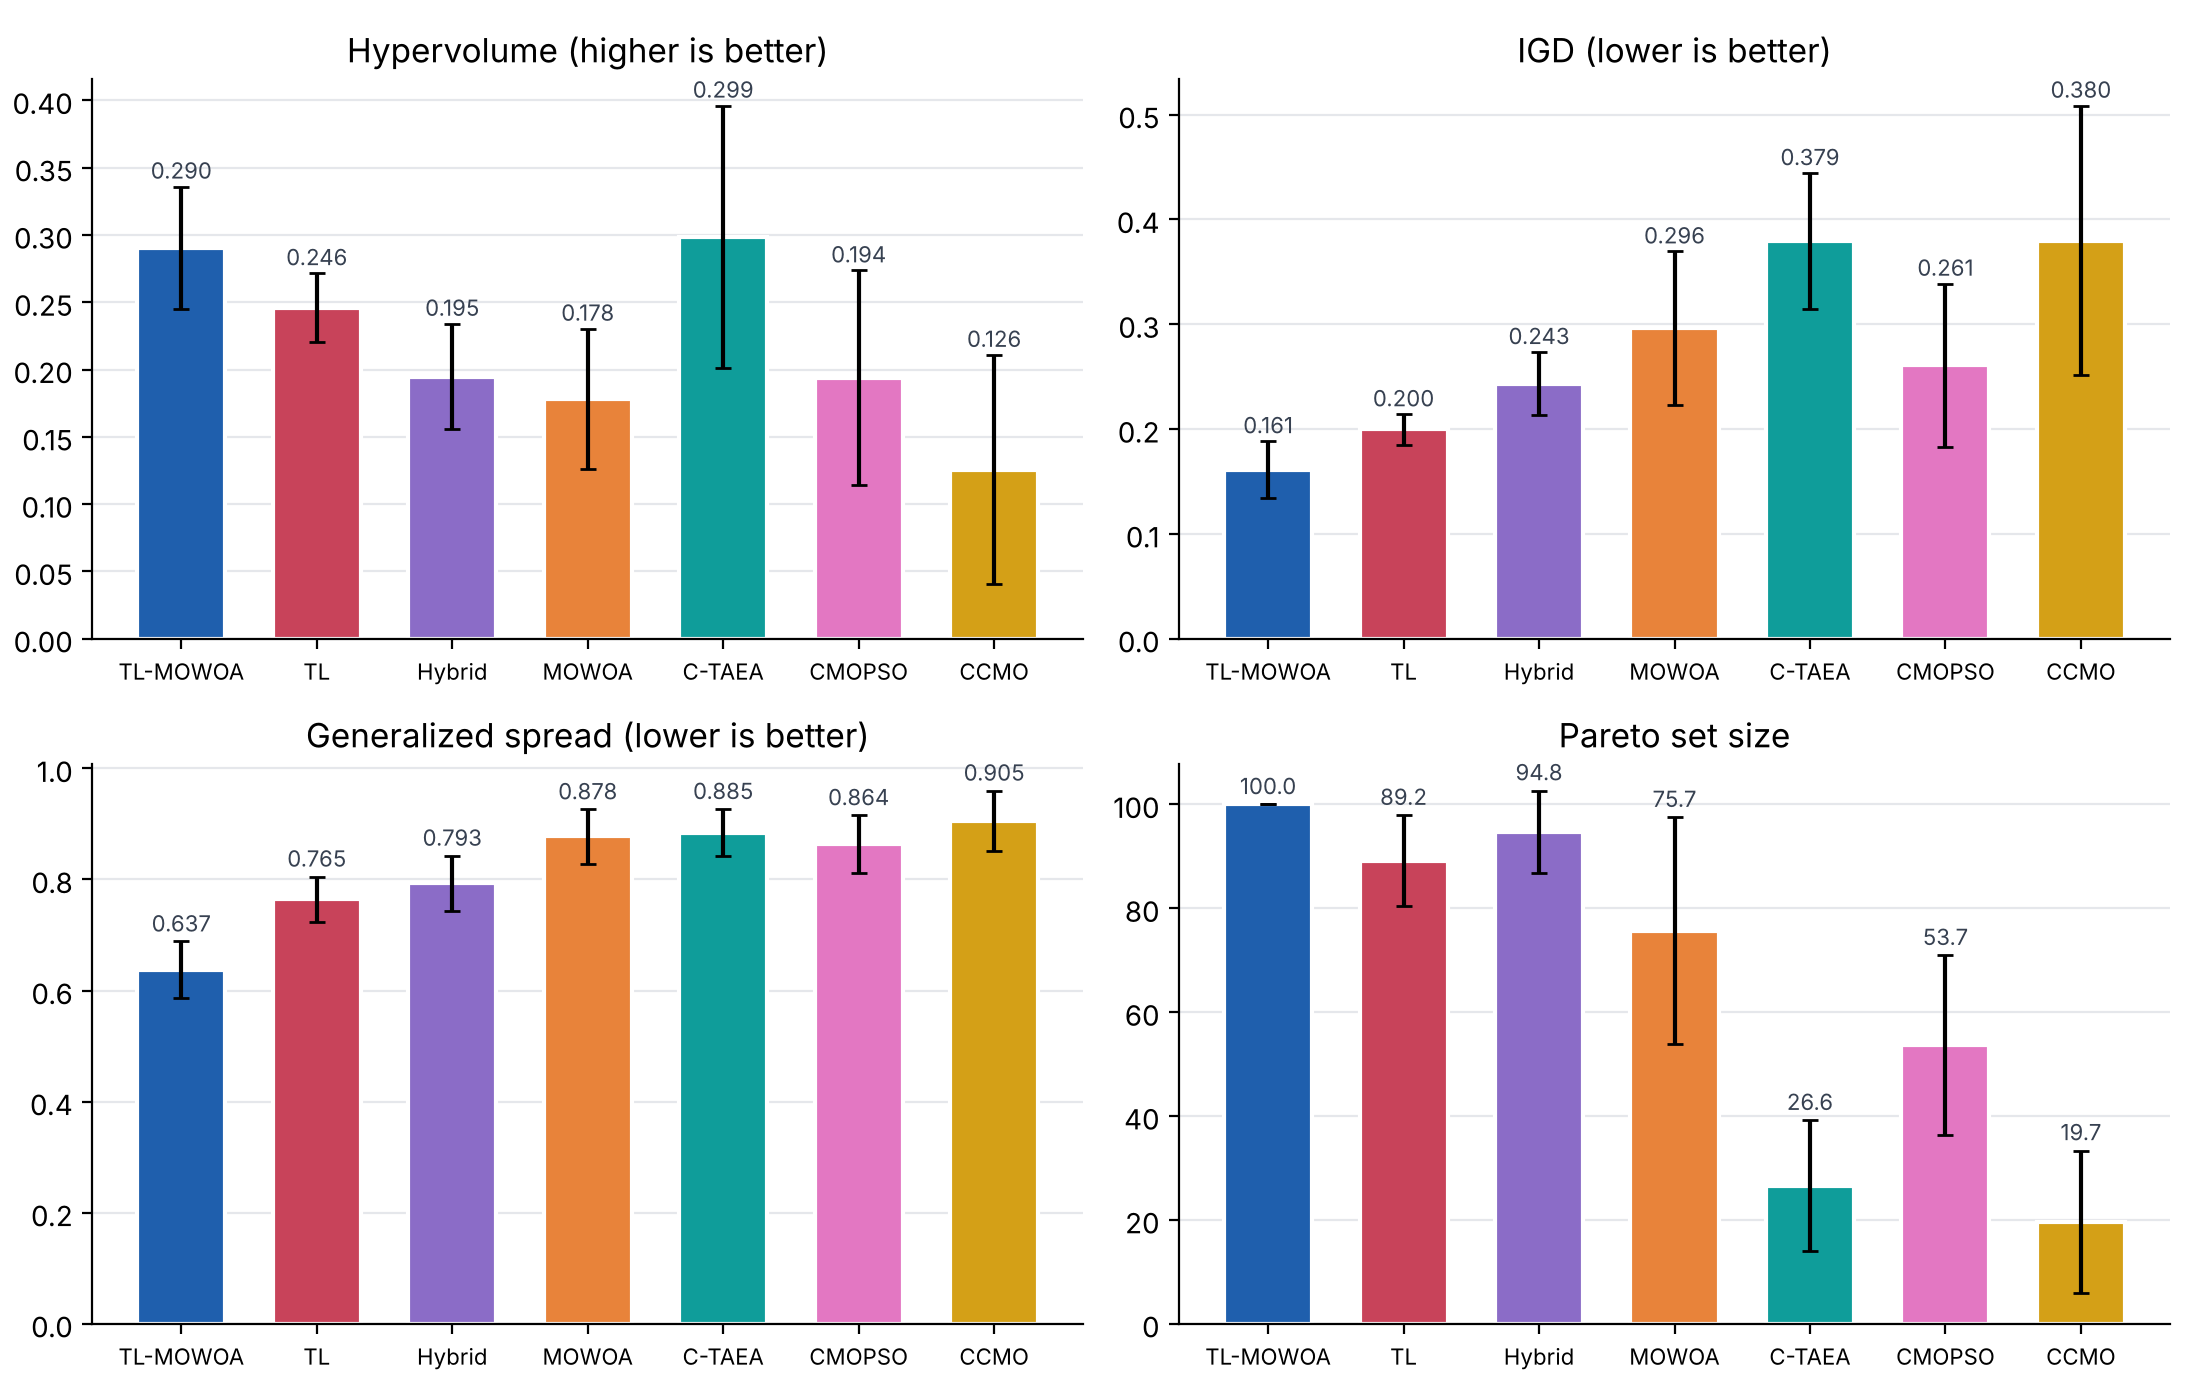 Hypervolume (higher is better)
0.40
0.35
0.30
0.25
0.20
0.15
0.10
0.05
0.00
0.290
0.246
0.195
0.178
0.299
0.194
0.126
TL-MOWOA
TL
Hybrid
MOWOA
C-TAEA
CMOPSO
CCMO
IGD (lower is better)
0.5
0.4
0.3
0.2
0.1
0.0
0.161
0.200
0.243
0.296
0.379
0.261
0.380
TL-MOWOA
TL
Hybrid
MOWOA
C-TAEA
CMOPSO
CCMO
Generalized spread (lower is better)
1.0
0.8
0.6
0.4
0.2
0.0
0.637
0.765
0.793
0.878
0.885
0.864
0.905
TL-MOWOA
TL
Hybrid
MOWOA
C-TAEA
CMOPSO
CCMO
Pareto set size
100
80
60
40
20
0
100.0
89.2
94.8
75.7
26.6
53.7
19.7
TL-MOWOA
TL
Hybrid
MOWOA
C-TAEA
CMOPSO
CCMO